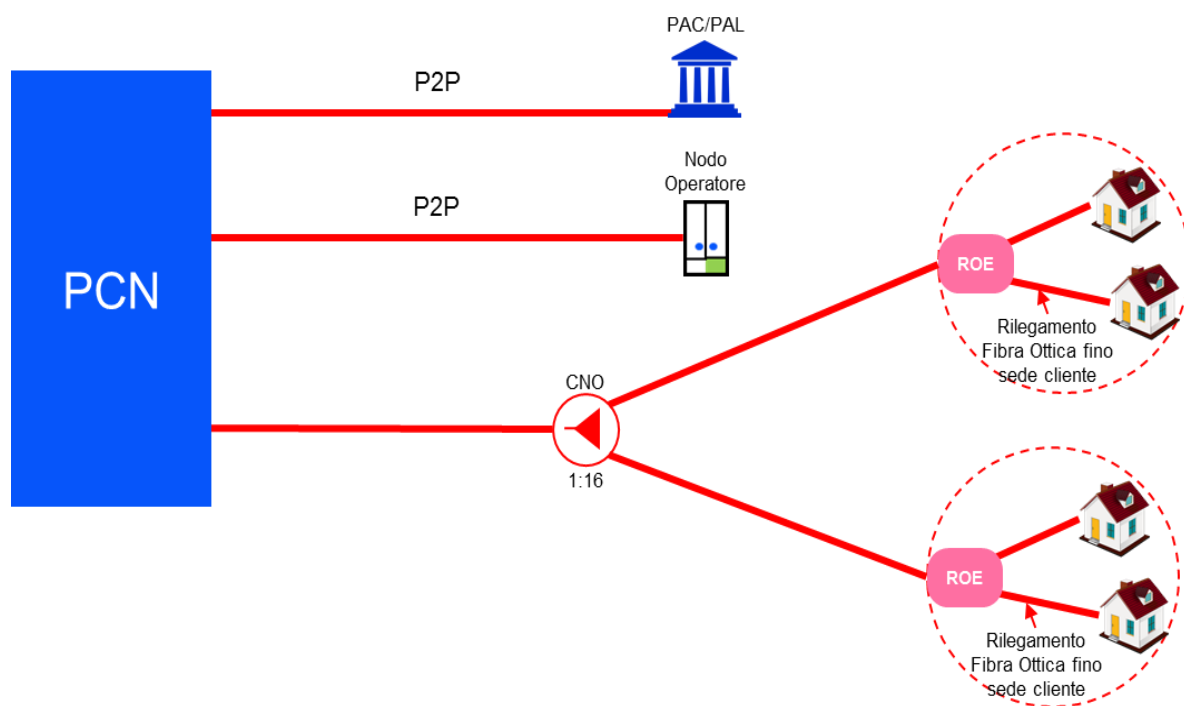 PAC/PAL
P2P
Nodo
Operatore
P2P
PCN
ROE
Rilegamento
Fibra Ottica fino
sede cliente
CNO
1:16
ROE
Rilegamento
Fibra Ottica fino
sede cliente